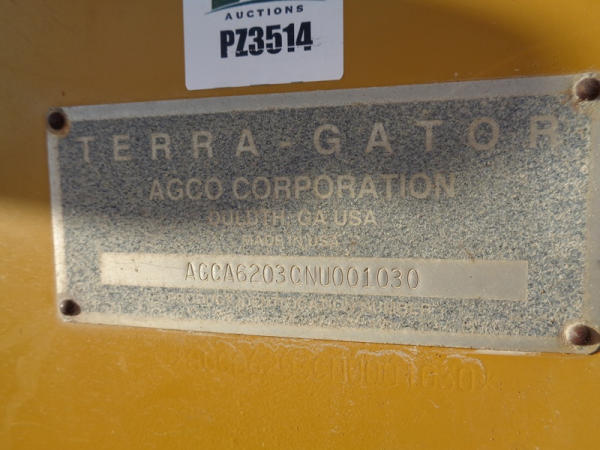 AUCTIONS
PZ3514
TERRA-GATOR
AGCO CORPORATION
DULUTH, GA USA
MADE IN USA
AGCA6203CNU001030